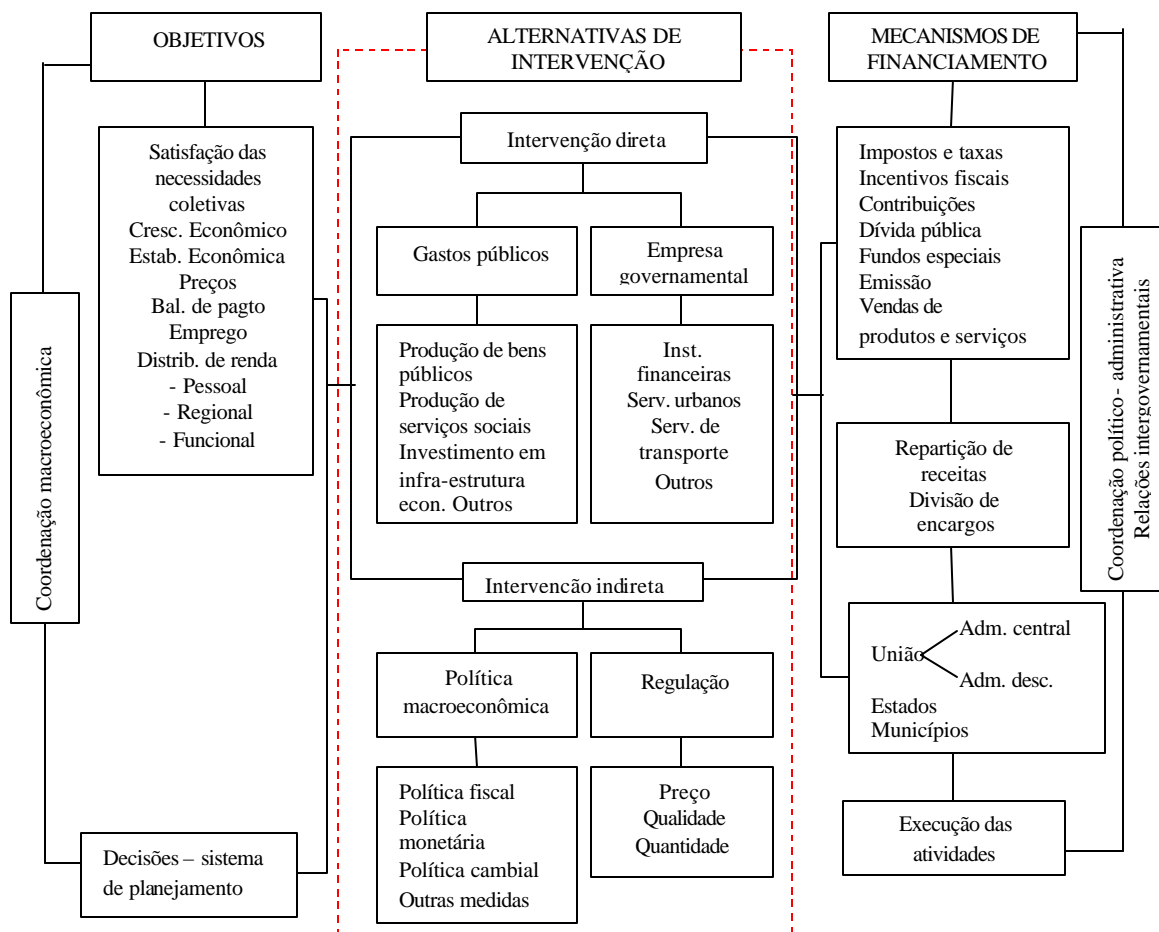 OBJETIVOS
Satisfação das
necessidades
coletivas
Cresc. Econômico
Estab. Econômica
Preços
Bal. de pagto
Emprego
Distrib. de renda
- Pessoal
- Regional
- Funcional
Coordenação macroeconômica
Decisões – sistema
de planejamento
ALTERNATIVAS DE
INTERVENÇÃO
Intervenção direta
Gastos públicos
Produção de bens
públicos
Produção de
serviços sociais
Investimento em
infra-estrutura
econ. Outros
Empresa
governamental
Inst.
financeiras
Serv. urbanos
Serv. de
transporte
Outros
Intervencão indireta
Política
macroeconômica
Política fiscal
Política
monetária
Política cambial
Outras medidas
Regulação
Preço
Qualidade
Quantidade
MECANISMOS DE
FINANCIAMENTO
Impostos e taxas
Incentivos fiscais
Contribuições
Dívida pública
Fundos especiais
Emissão
Vendas de
produtos e serviços
Repartição de
receitas
Divisão de
encargos
Adm. central
União
Adm. desc.
Estados
Municípios
Execução das
atividades
Coordenação político - administrativa
Relações intergovernamentais